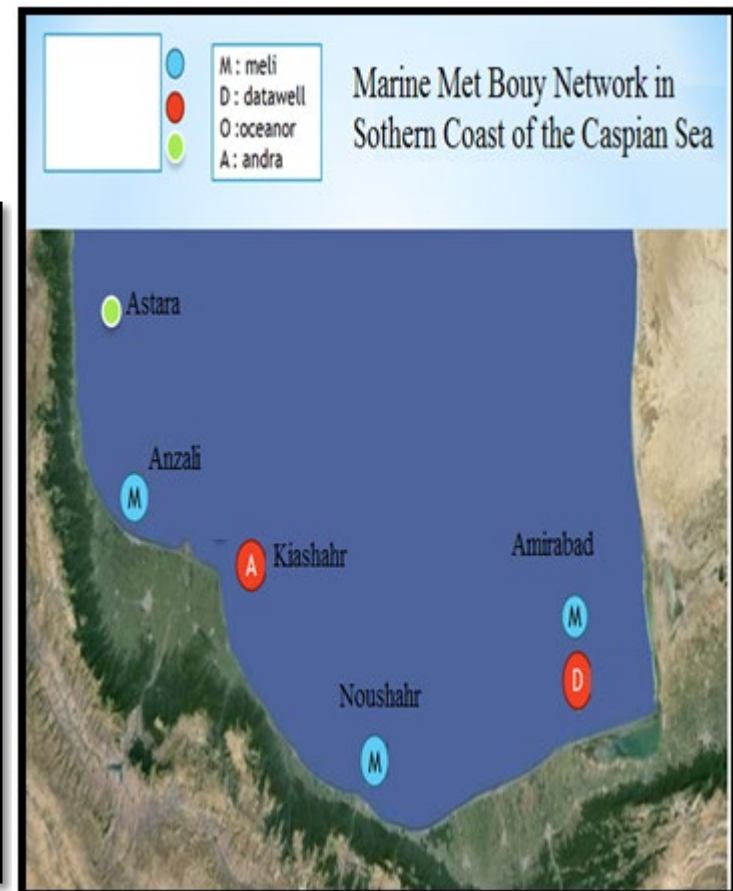 M : meli
D : datawell
O :oceanor
A : andra
Marine Met Bouy Network in
Sothern Coast of the Caspian Sea
Astara
Anzali
M
A
Kiashahr
Amirabad
M
D
Noushahr
M